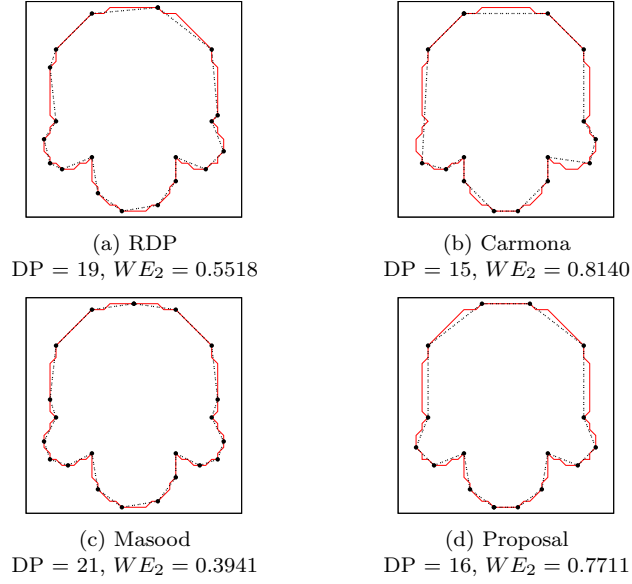 (a) RDP
DP = 19, WE₂ = 0.5518
(b) Carmona
DP = 15, WE₂ = 0.8140
(c) Masood
DP = 21, WE₂ = 0.3941
(d) Proposal
DP = 16, WE₂ = 0.7711